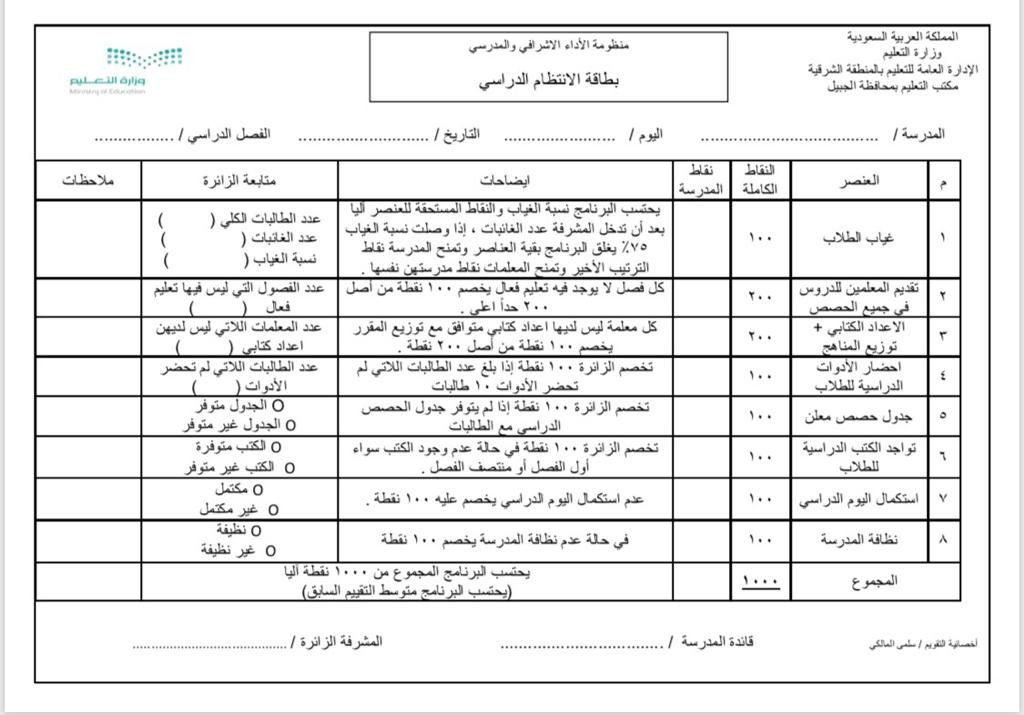 المملكة العربية السعودية
وزارة التعليم
الإدارة العامة للتعليم بالمنطقة الشرقية
مكتب التعليم بمحافظة الجبيل
منظومة الأداء الاشرافي والمدرسي
بطاقة الانتظام الدراسي
وزارة التعليم
Ministry of Education
المدرسة / ...................................... اليوم / ........................ التاريخ / ............................ الفصل الدراسي / .................
م العنصر النقاط الكاملة نقاط المدرسة ايضاحات متابعة الزائرة ملاحظات
١ غياب الطلاب ١٠٠
يحتسب البرنامج نسبة الغياب والنقاط المستحقة للعنصر آليا
بعد أن تدخل المشرفة عدد الغائبات ، إذا وصلت نسبة الغياب
٧٥٪ يغلق البرنامج بقية العناصر وتمنح المدرسة نقاط
الترتيب الأخير وتمنح المعلمات نقاط مدرستهن نفسها .
عدد الطالبات الكلي ( )
عدد الغائبات ( )
نسبة الغياب ( )
٢ تقديم المعلمين للدروس
في جميع الحصص
٢٠٠
كل فصل لا يوجد فيه تعليم فعال يخصم ١٠٠ نقطة من أصل
٢٠٠ حداً اعلى .
عدد الفصول التي ليس فيها تعليم
فعال ( )
٣ الاعداد الكتابي +
توزيع المناهج
٢٠٠
كل معلمة ليس لديها اعداد كتابي متوافق مع توزيع المقرر
يخصم ١٠٠ نقطة من أصل ٢٠٠ نقطة .
عدد المعلمات اللاتي ليس لديهن
اعداد كتابي ( )
٤ احضار الأدوات
الدراسية للطلاب
١٠٠
تخصم الزائرة ١٠٠ نقطة إذا بلغ عدد الطالبات اللاتي لم
تحضر الأدوات ١٠ طالبات
عدد الطالبات اللاتي لم تحضر
الأدوات ( )
٥ جدول حصص معلن ١٠٠
تخصم الزائرة ١٠٠ نقطة إذا لم يتوفر جدول الحصص
الدراسي مع الطالبات
O الجدول متوفر
O الجدول غير متوفر
٦ تواجد الكتب الدراسية
للطلاب
١٠٠
تخصم الزائرة ١٠٠ نقطة في حالة عدم وجود الكتب سواء
أول الفصل أو منتصف الفصل .
O الكتب متوفرة
O الكتب غير متوفر
٧ استكمال اليوم الدراسي ١٠٠
عدم استكمال اليوم الدراسي يخصم عليه ١٠٠ نقطة .
O مكتمل
O غير مكتمل
٨ نظافة المدرسة ١٠٠
في حالة عدم نظافة المدرسة يخصم ١٠٠ نقطة
O نظيفة
O غير نظيفة
المجموع ١٠٠٠
يحتسب البرنامج المجموع من ١٠٠٠ نقطة آليا
(يحتسب البرنامج متوسط التقييم السابق)
أخصائية التقويم / سلمى المالكي قائدة المدرسة / .................................. المشرفة الزائرة / ..........................................